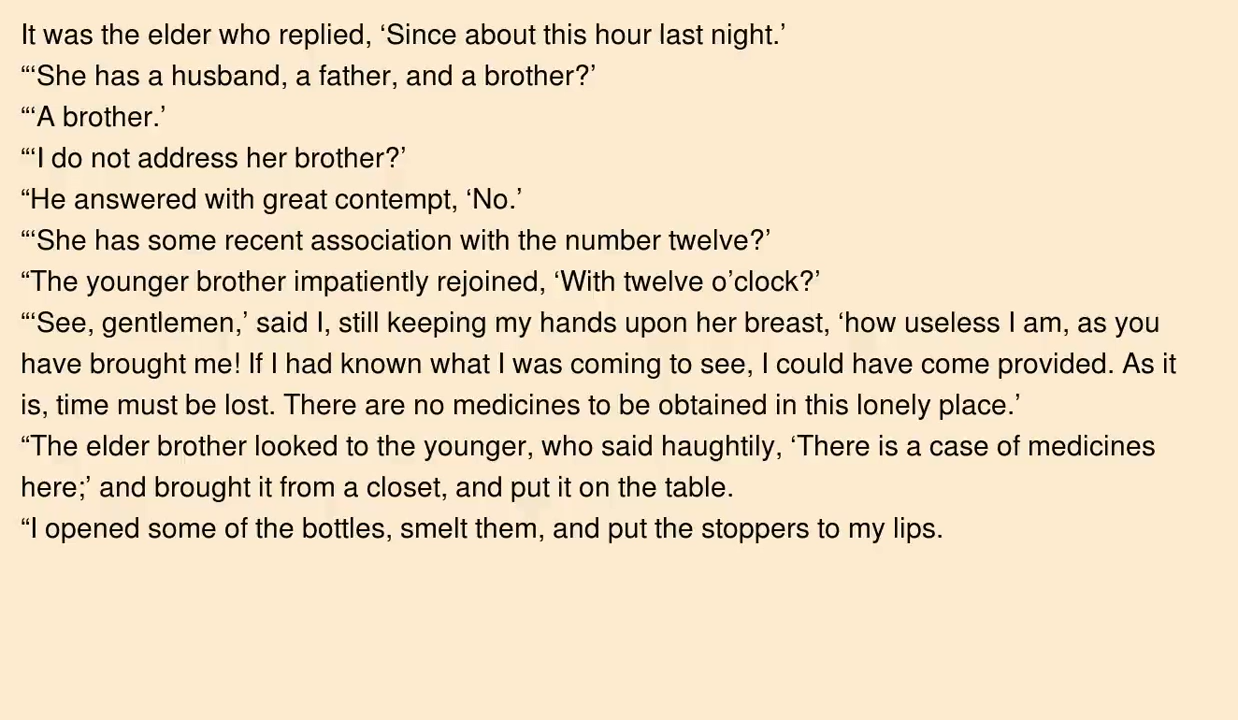 It was the elder who replied, ‘Since about this hour last night.’
“‘She has a husband, a father, and a brother?’
“‘A brother.’
“‘I do not address her brother?’
“He answered with great contempt, ‘No.’
“‘She has some recent association with the number twelve?’
“The younger brother impatiently rejoined, ‘With twelve o’clock?’
“‘See, gentlemen,’ said I, still keeping my hands upon her breast, ‘how useless I am, as you
have brought me! If I had known what I was coming to see, I could have come provided. As it
is, time must be lost. There are no medicines to be obtained in this lonely place.’
“The elder brother looked to the younger, who said haughtily, ‘There is a case of medicines
here;’ and brought it from a closet, and put it on the table.
“I opened some of the bottles, smelt them, and put the stoppers to my lips.